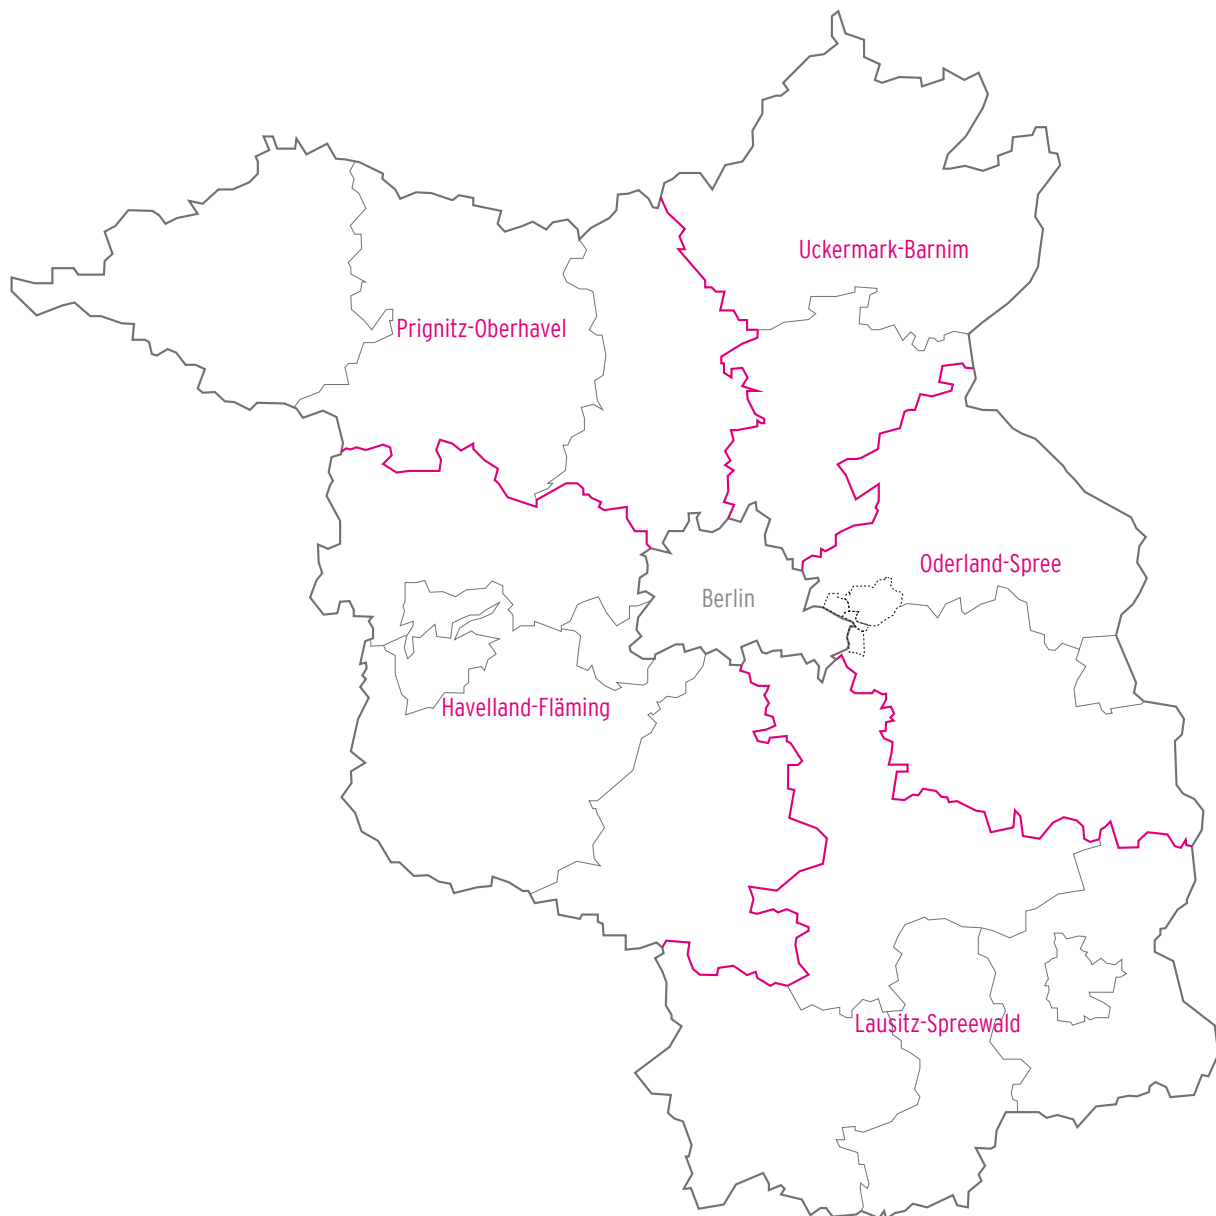 Uckermark-Barnim
Prignitz-Oberhavel
Oderland-Spree
Berlin
Havelland-Fläming
Lausitz-Spreewald